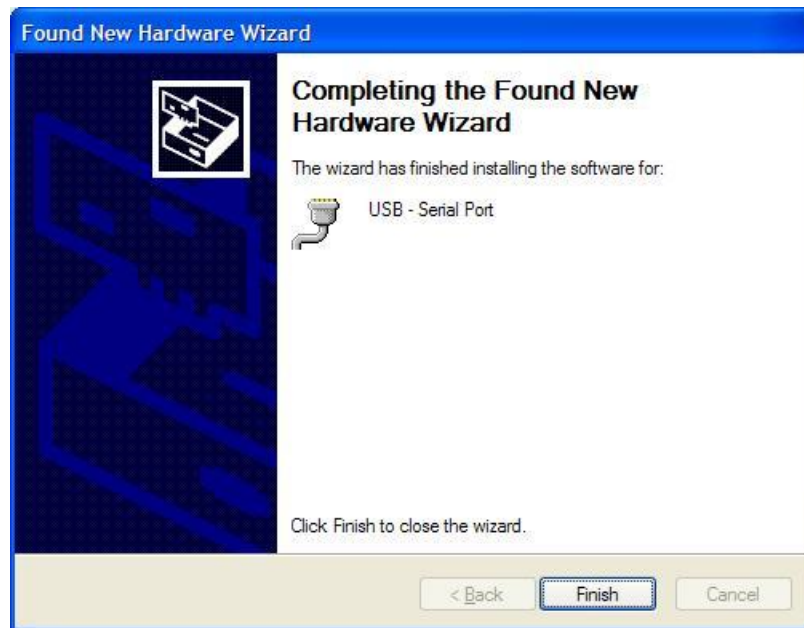 Found New Hardware Wizard
Completing the Found New
Hardware Wizard
The wizard has finished installing the software for:
USB - Serial Port
Click Finish to close the wizard.
< Back
Finish
Cancel